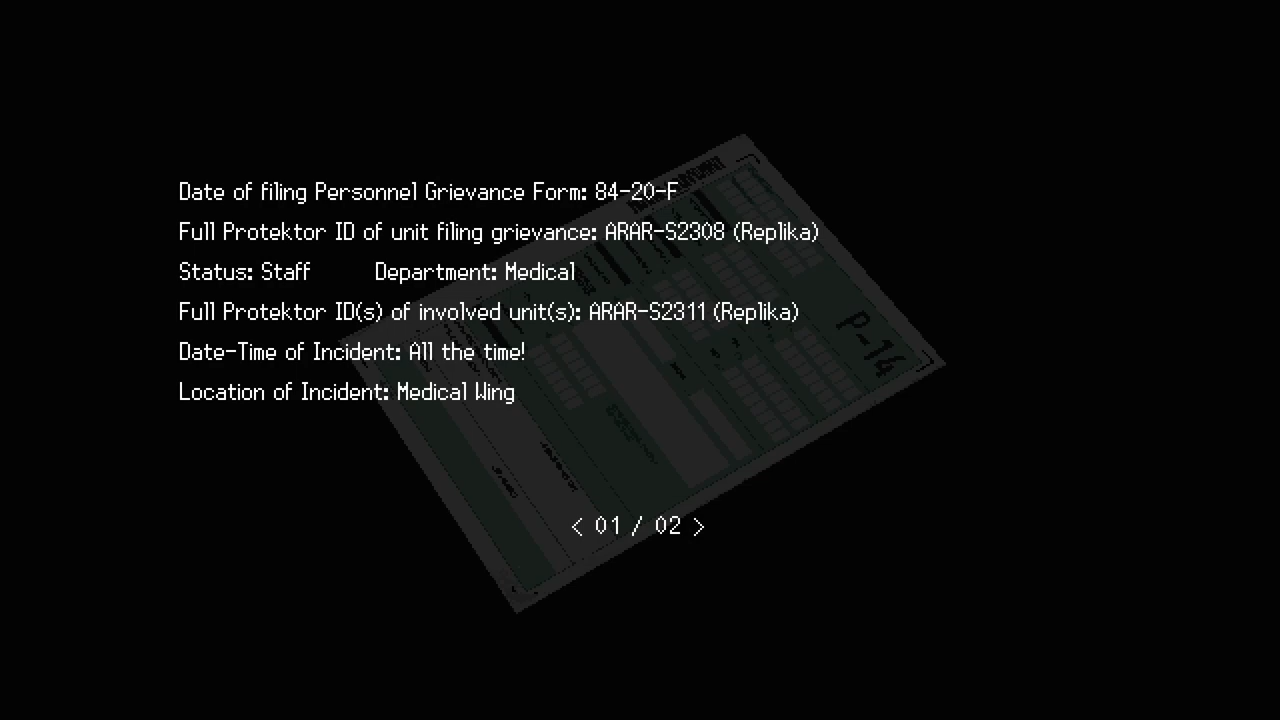 Date of filing Personnel Grievance Form: 84-20-F
Full Protektor ID of unit filing grievance: ARAR-S2308 (Replika)
Status: Staff Department: Medical
Full Protektor ID(s) of involved unit(s): ARAR-S2311 (Replika)
Date-Time of Incident: All the time!
Location of Incident: Medical Wing
P-14
< 01 / 02 >